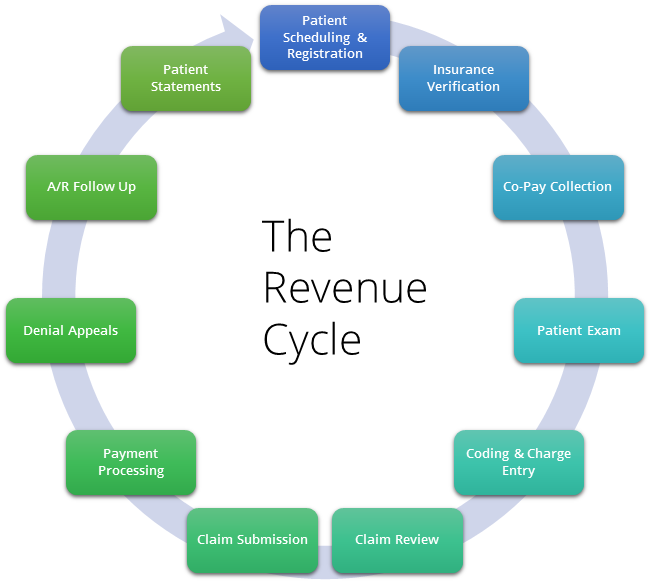 Patient
Scheduling &
Registration
Insurance
Verification
Co-Pay Collection
Patient Exam
Coding & Charge
Entry
Claim Review
Claim Submission
Payment
Processing
Denial Appeals
A/R Follow Up
Patient
Statements
The
Revenue
Cycle